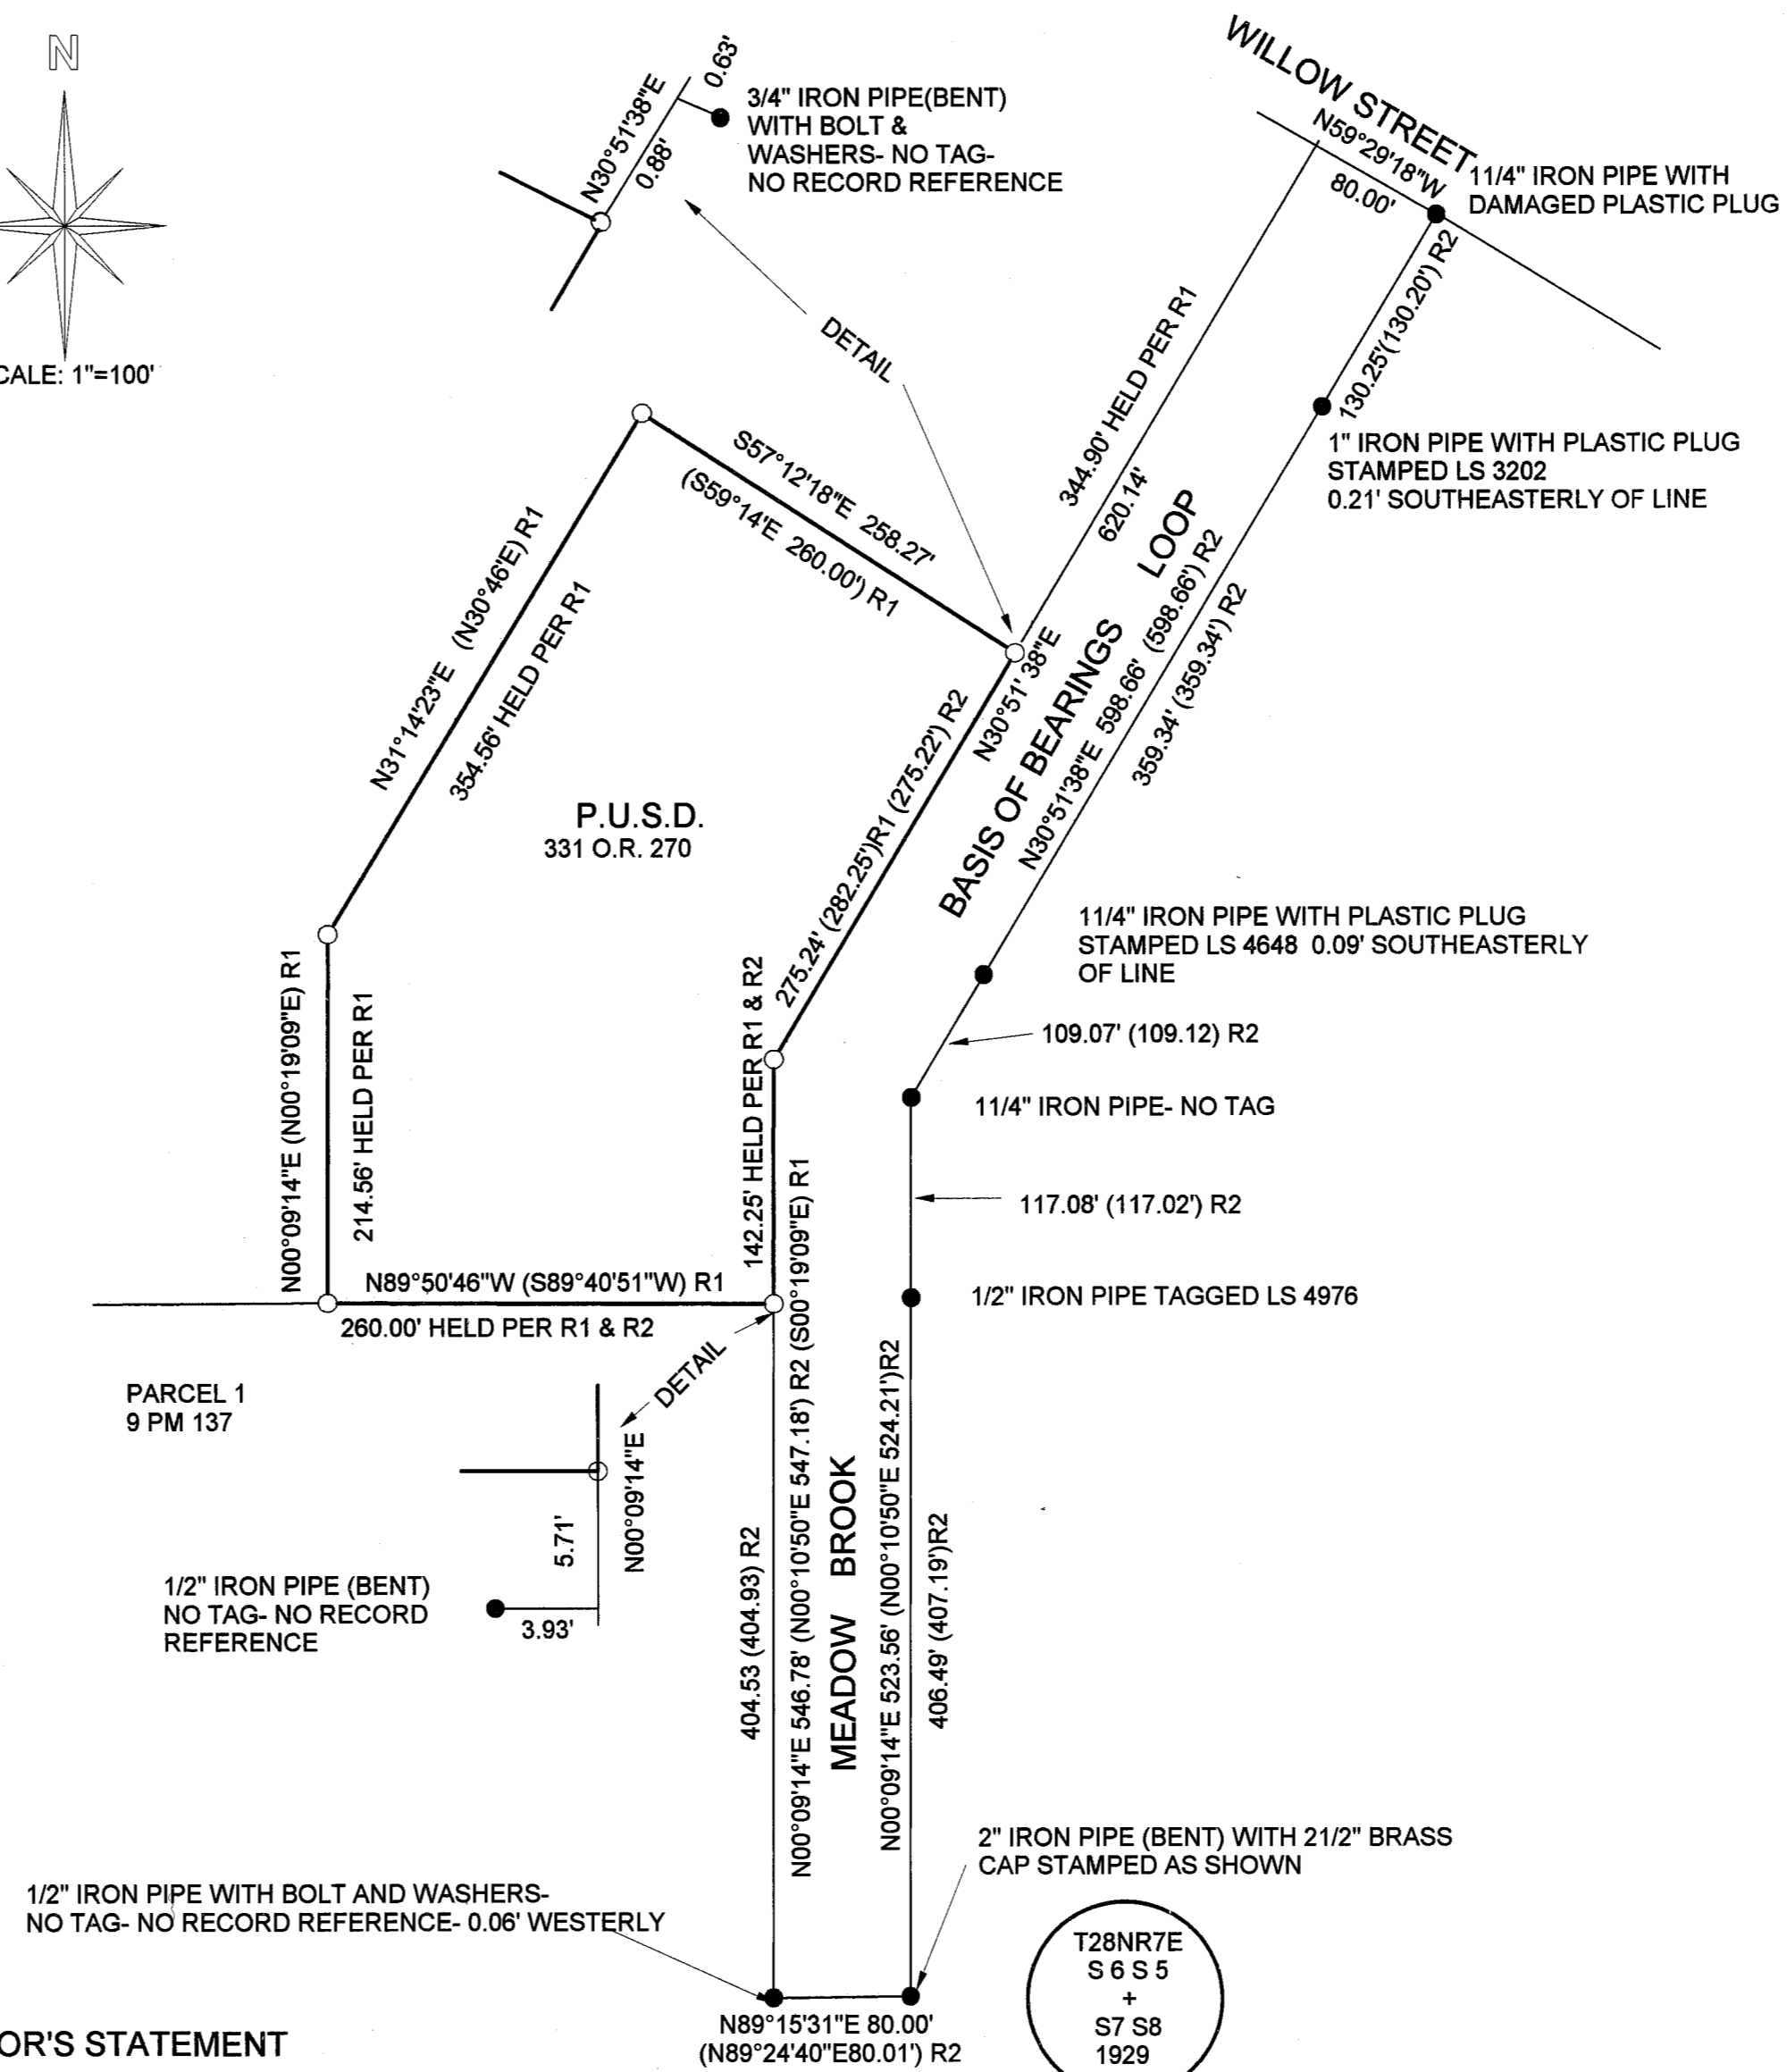 N
CALE: 1"=100'
N30°51'38"E
0.88'
0.63'
3/4" IRON PIPE(BENT)
WITH BOLT &
WASHERS- NO TAG-
NO RECORD REFERENCE
DETAIL
WILLOW STREET
N59°29'18"W
80.00'
11/4" IRON PIPE WITH
DAMAGED PLASTIC PLUG
130.25'(130.20') R2
1" IRON PIPE WITH PLASTIC PLUG
STAMPED LS 3202
0.21' SOUTHEASTERLY OF LINE
344.90' HELD PER R1
620.14'
LOOP
S57°12'18"E 258.27'
(S59°14'E 260.00') R1
N31°14'23"E (N30°46'E) R1
354.56' HELD PER R1
N30°51'38"E
BASIS OF BEARINGS
N30°51'38"E 598.66' (598.66') R2
359.34' (359.34') R2
275.24' (282.25')R1 (275.22') R2
P.U.S.D.
331 O.R. 270
11/4" IRON PIPE WITH PLASTIC PLUG
STAMPED LS 4648 0.09' SOUTHEASTERLY
OF LINE
109.07' (109.12) R2
11/4" IRON PIPE- NO TAG
117.08' (117.02') R2
1/2" IRON PIPE TAGGED LS 4976
N00°09'14"E (N00°19'09"E) R1
214.56' HELD PER R1
142.25' HELD PER R1 & R2
N89°50'46"W (S89°40'51"W) R1
260.00' HELD PER R1 & R2
PARCEL 1
9 PM 137
DETAIL
N00°09'14"E
5.71'
3.93'
1/2" IRON PIPE (BENT)
NO TAG- NO RECORD
REFERENCE
404.53 (404.93) R2
N00°09'14"E 546.78' (N00°10'50"E 547.18') R2 (S00°19'09"E) R1
MEADOW BROOK
N00°09'14"E 523.56' (N00°10'50"E 524.21')R2
406.49' (407.19')R2
2" IRON PIPE (BENT) WITH 21/2" BRASS
CAP STAMPED AS SHOWN
1/2" IRON PIPE WITH BOLT AND WASHERS-
NO TAG- NO RECORD REFERENCE- 0.06' WESTERLY
T28NR7E
S 6 S 5
+
S7 S8
1929
N89°15'31"E 80.00'
(N89°24'40"E80.01') R2
OR'S STATEMENT